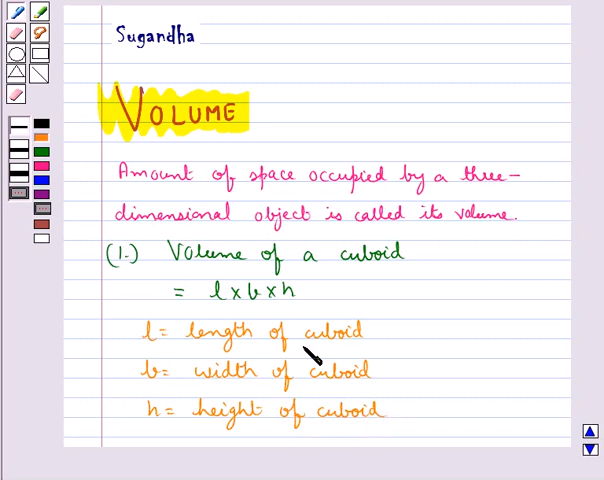 Sugandha
VOLUME
Amount of space occupied by a three-
dimensional object is called its volume.
(1.) Volume of a cuboid
= l × b × h
l = length of cuboid
b = width of cuboid
h = height of cuboid